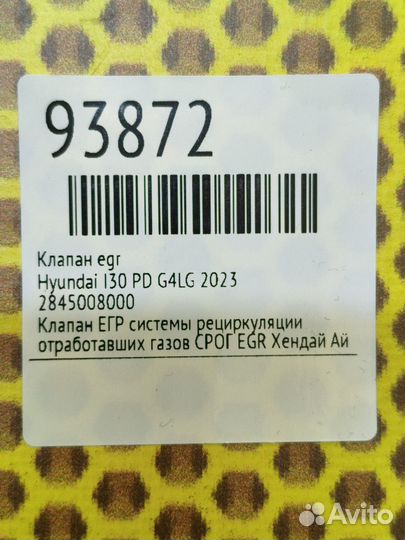 93872
Клапан egr
Hyundai I30 PD G4LG 2023
2845008000
Клапан ЕГР системы рециркуляции
отработавших газов СРОГ EGR Хендай Ай
Avito